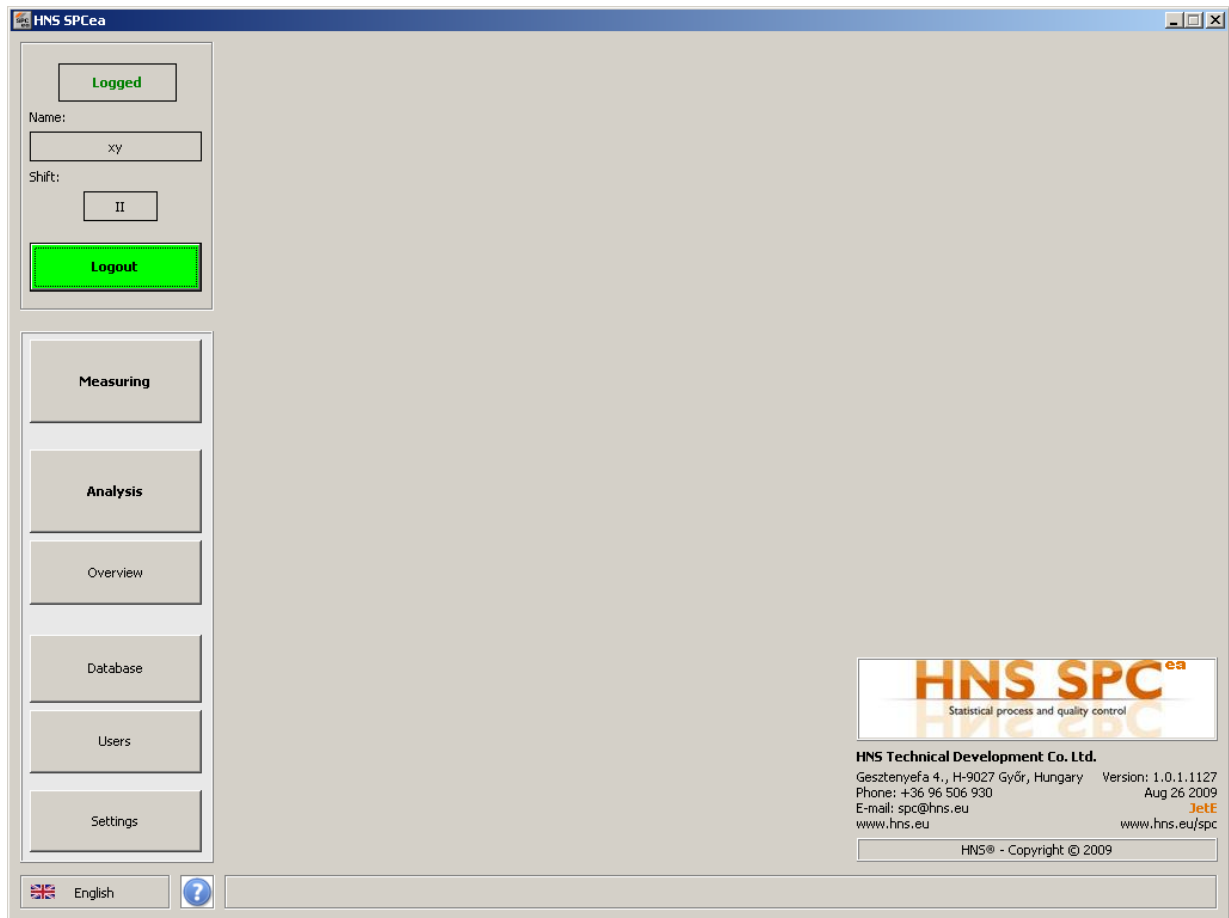 HNS SPCea
Logged
Name:
xy
Shift:
II
Logout
Measuring
Analysis
Overview
Database
Users
Settings
English
?
HNS SPC ea
Statistical process and quality control
HNS Technical Development Co. Ltd.
Gesztenyefa 4., H-9027 Győr, Hungary Version: 1.0.1.1127
Phone: +36 96 506 930 Aug 26 2009
E-mail: spc@hns.eu JetE
www.hns.eu www.hns.eu/spc
HNS® - Copyright © 2009